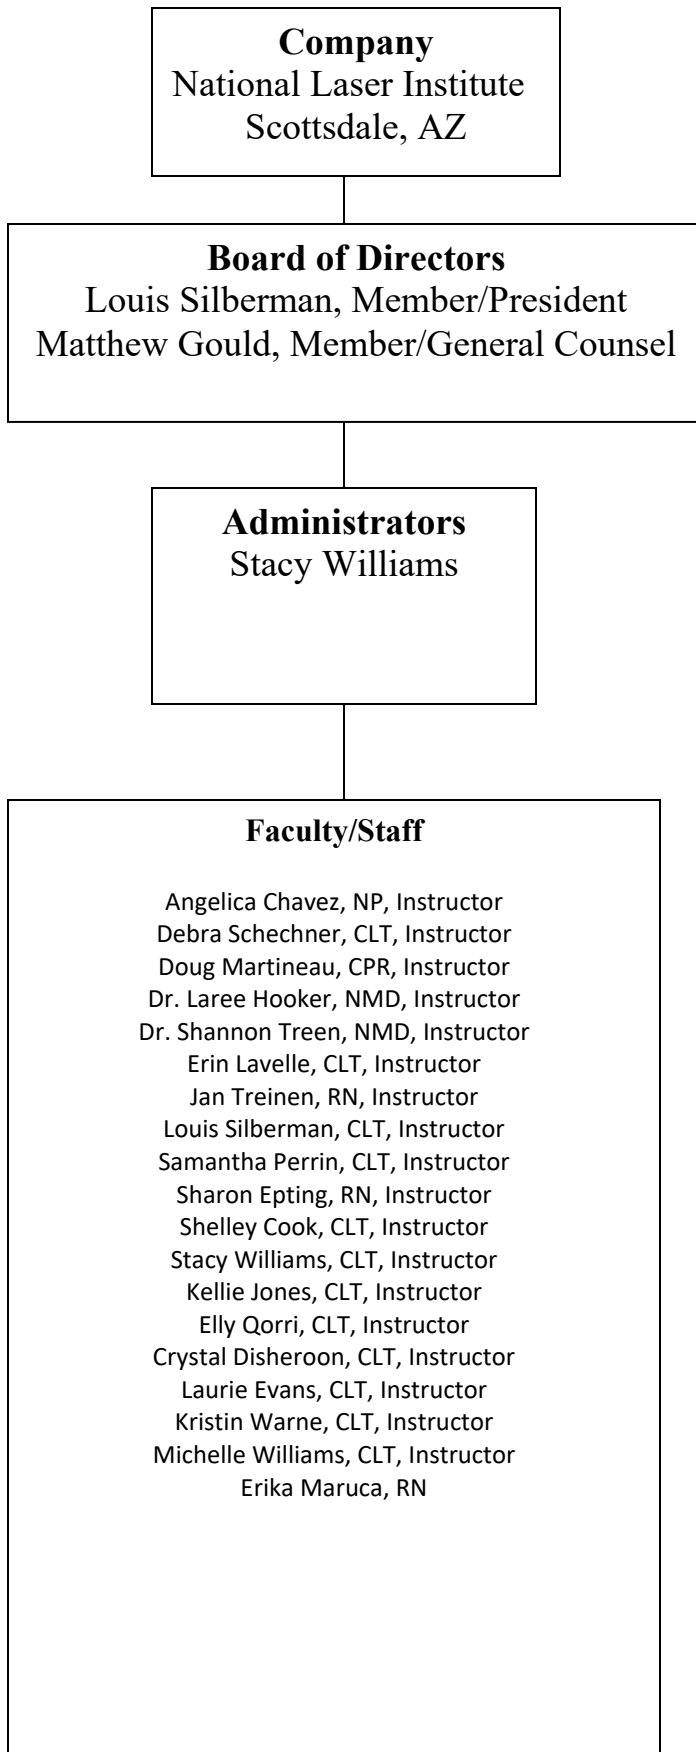 Company
National Laser Institute
Scottsdale, AZ
Board of Directors
Louis Silberman, Member/President
Matthew Gould, Member/General Counsel
Administrators
Stacy Williams
Faculty/Staff
Angelica Chavez, NP, Instructor
Debra Schechner, CLT, Instructor
Doug Martineau, CPR, Instructor
Dr. Laree Hooker, NMD, Instructor
Dr. Shannon Treen, NMD, Instructor
Erin Lavelle, CLT, Instructor
Jan Treinen, RN, Instructor
Louis Silberman, CLT, Instructor
Samantha Perrin, CLT, Instructor
Sharon Epting, RN, Instructor
Shelley Cook, CLT, Instructor
Stacy Williams, CLT, Instructor
Kellie Jones, CLT, Instructor
Elly Qorri, CLT, Instructor
Crystal Disheroon, CLT, Instructor
Laurie Evans, CLT, Instructor
Kristin Warne, CLT, Instructor
Michelle Williams, CLT, Instructor
Erika Maruca, RN